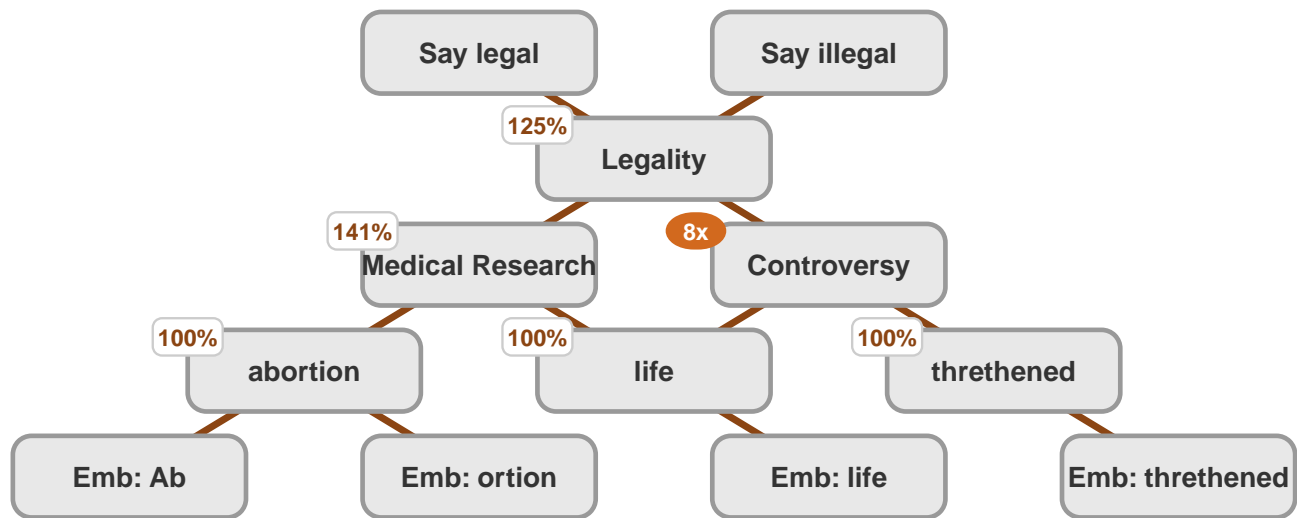 Say legal
Say illegal
125%
Legality
141%
8x
Medical Research
Controversy
100%
100%
100%
abortion
life
threthened
Emb: Ab
Emb: ortion
Emb: life
Emb: threthened